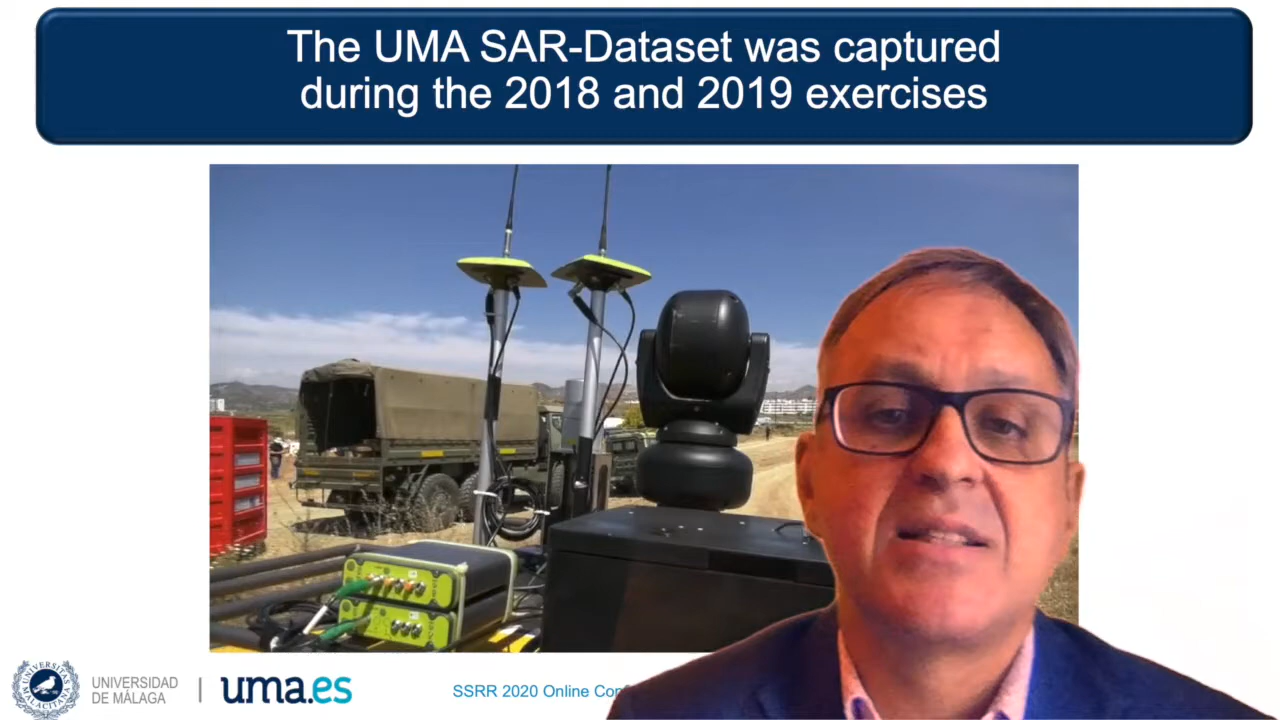 The UMA SAR-Dataset was captured
during the 2018 and 2019 exercises
UNIVERSIDAD
DE MÁLAGA
uma.es
SSRR 2020 Online